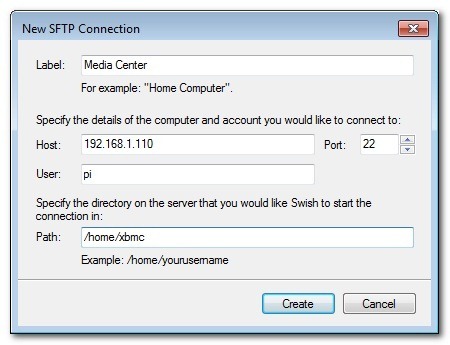 New SFTP Connection
Label: Media Center
For example: "Home Computer".
Specify the details of the computer and account you would like to connect to:
Host: 192.168.1.110 Port: 22
User: pi
Specify the directory on the server that you would like Swish to start the
connection in:
Path: /home/xbmc
Example: /home/yourusername
Create Cancel